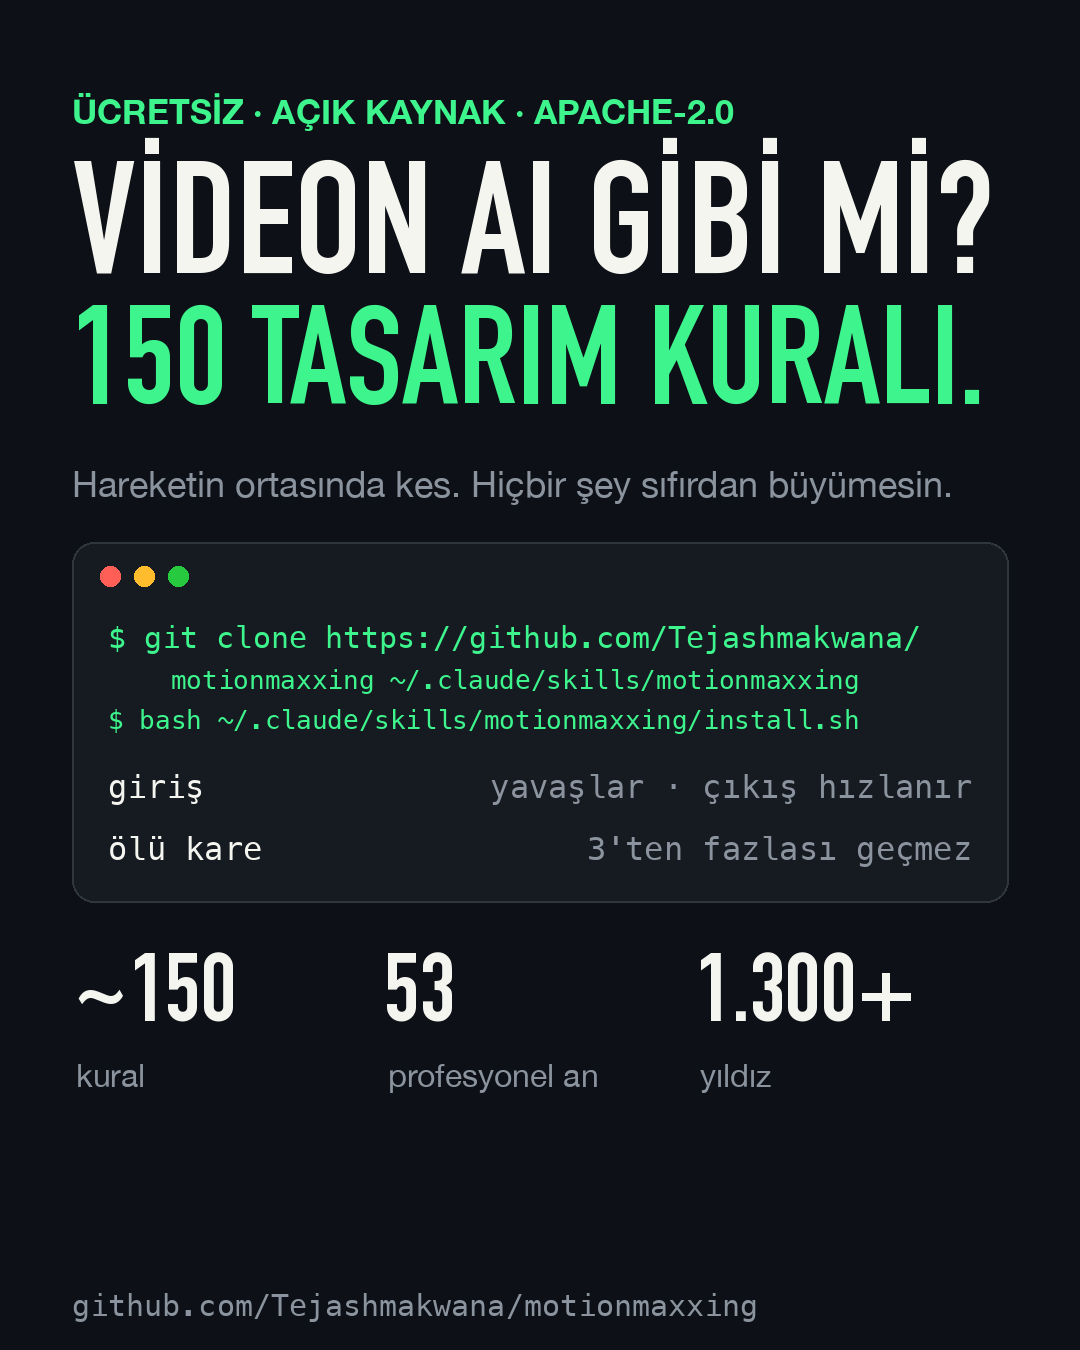 ÜCRETSİZ · AÇIK KAYNAK · APACHE-2.0
VİDEON AI GİBİ Mİ?
150 TASARIM KURALI.
Hareketin ortasında kes. Hiçbir şey sıfırdan büyümesin.
$ git clone https://github.com/Tejashmakwana/
motionmaxxing ~/.claude/skills/motionmaxxing
$ bash ~/.claude/skills/motionmaxxing/install.sh
giriş yavaşlar · çıkış hızlanır
ölü kare 3'ten fazlası geçmez
~150 53 1.300+
kural profesyonel an yıldız
github.com/Tejashmakwana/motionmaxxing